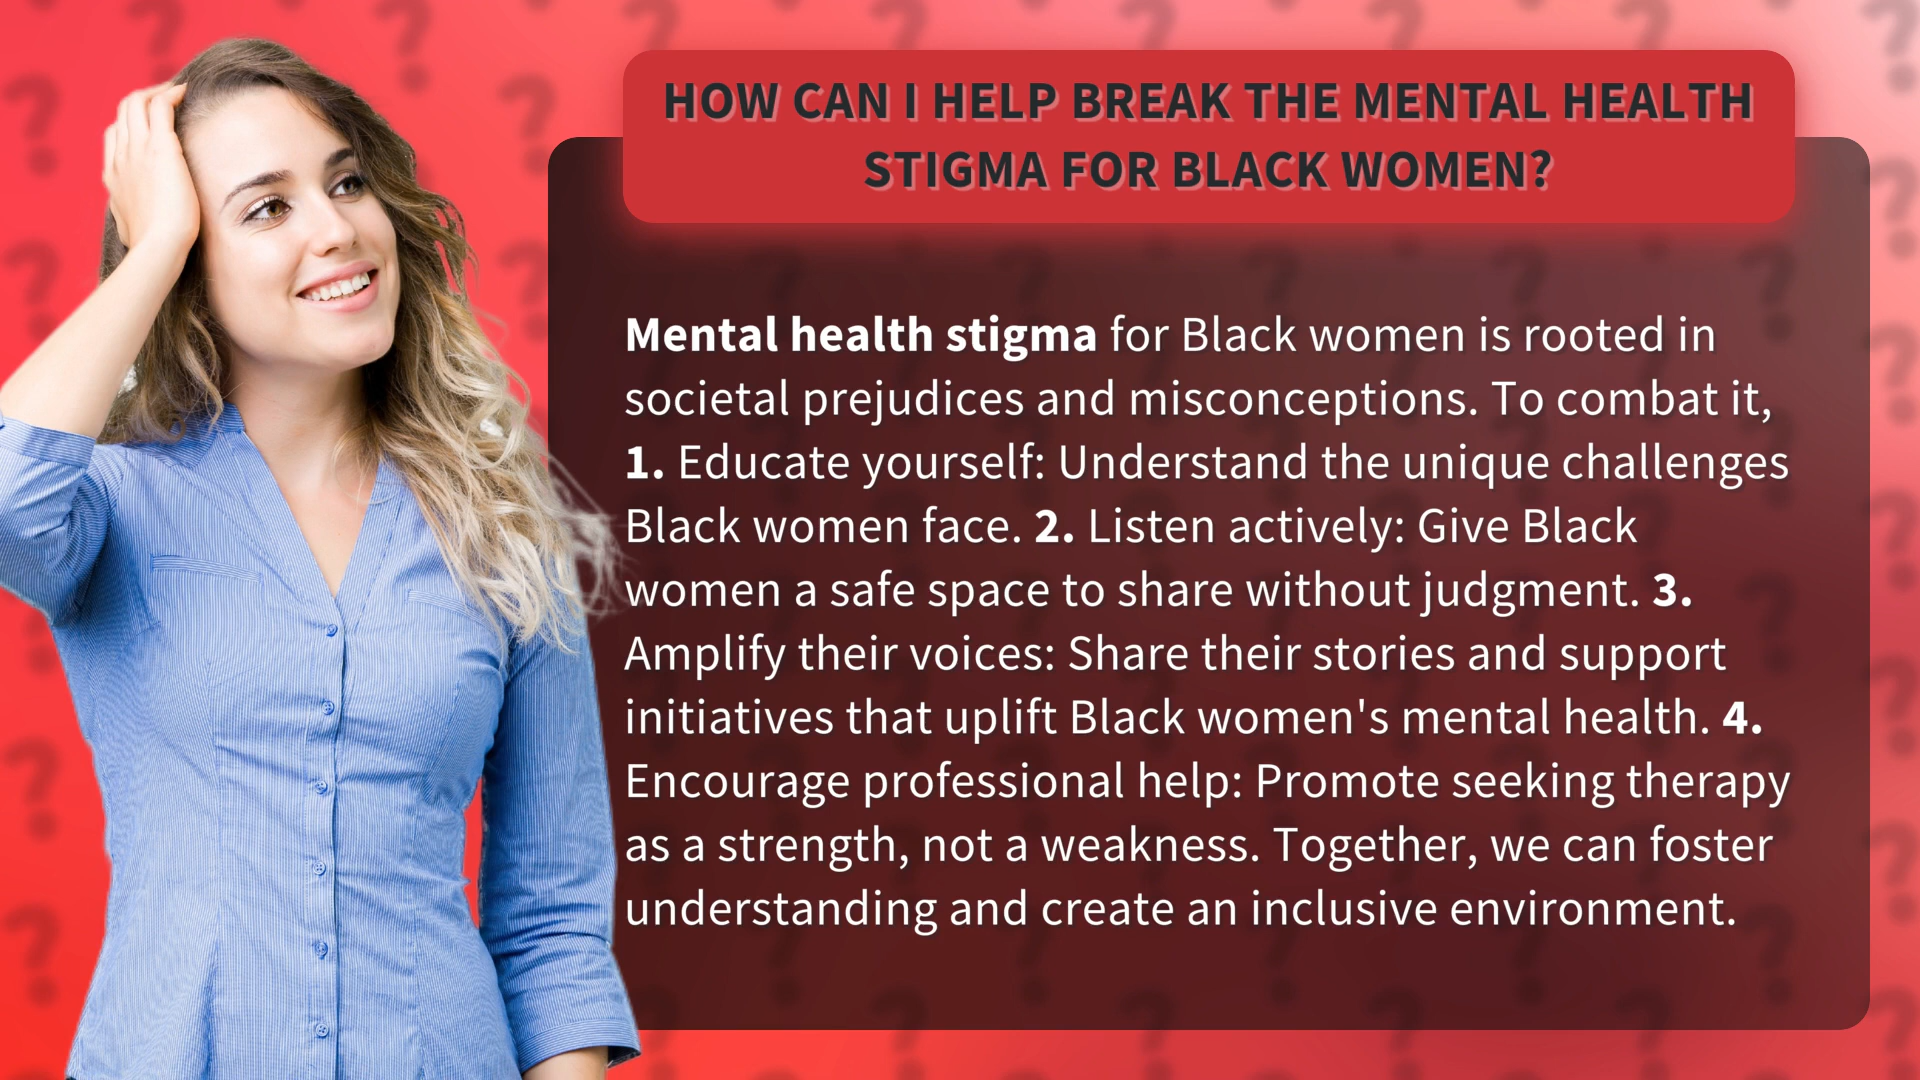 HOW CAN I HELP BREAK THE MENTAL HEALTH
STIGMA FOR BLACK WOMEN?
Mental health stigma for Black women is rooted in
societal prejudices and misconceptions. To combat it,
1. Educate yourself: Understand the unique challenges
Black women face. 2. Listen actively: Give Black
women a safe space to share without judgment. 3.
Amplify their voices: Share their stories and support
initiatives that uplift Black women's mental health. 4.
Encourage professional help: Promote seeking therapy
as a strength, not a weakness. Together, we can foster
understanding and create an inclusive environment.